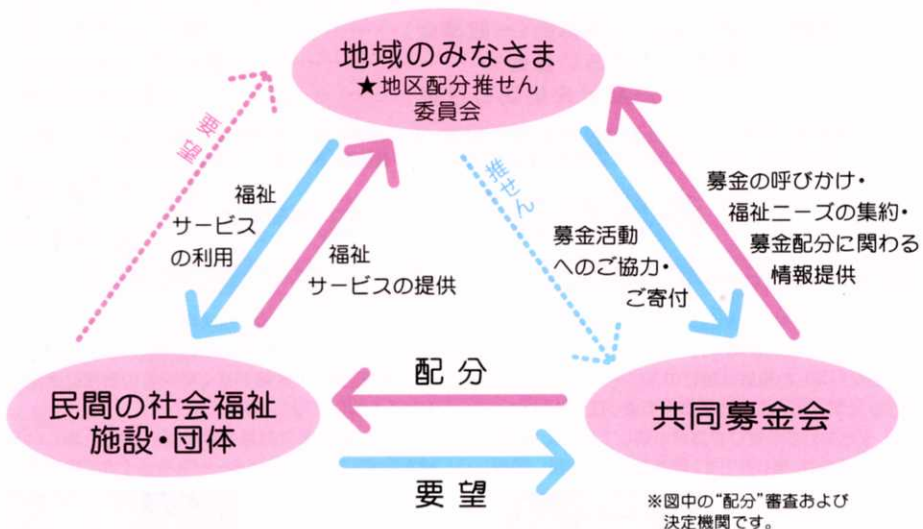 地域のみなさま
★地区配分推せん
委員会
要望
福祉
サービス
の利用
福祉
サービスの提供
推せん
募金活動
へのご協力・
ご寄付
募金の呼びかけ・
福祉ニーズの集約・
募金配分に関わる
情報提供
民間の社会福祉
施設・団体
配分
要望
共同募金会
※図中の“配分”審査および
決定機関です。